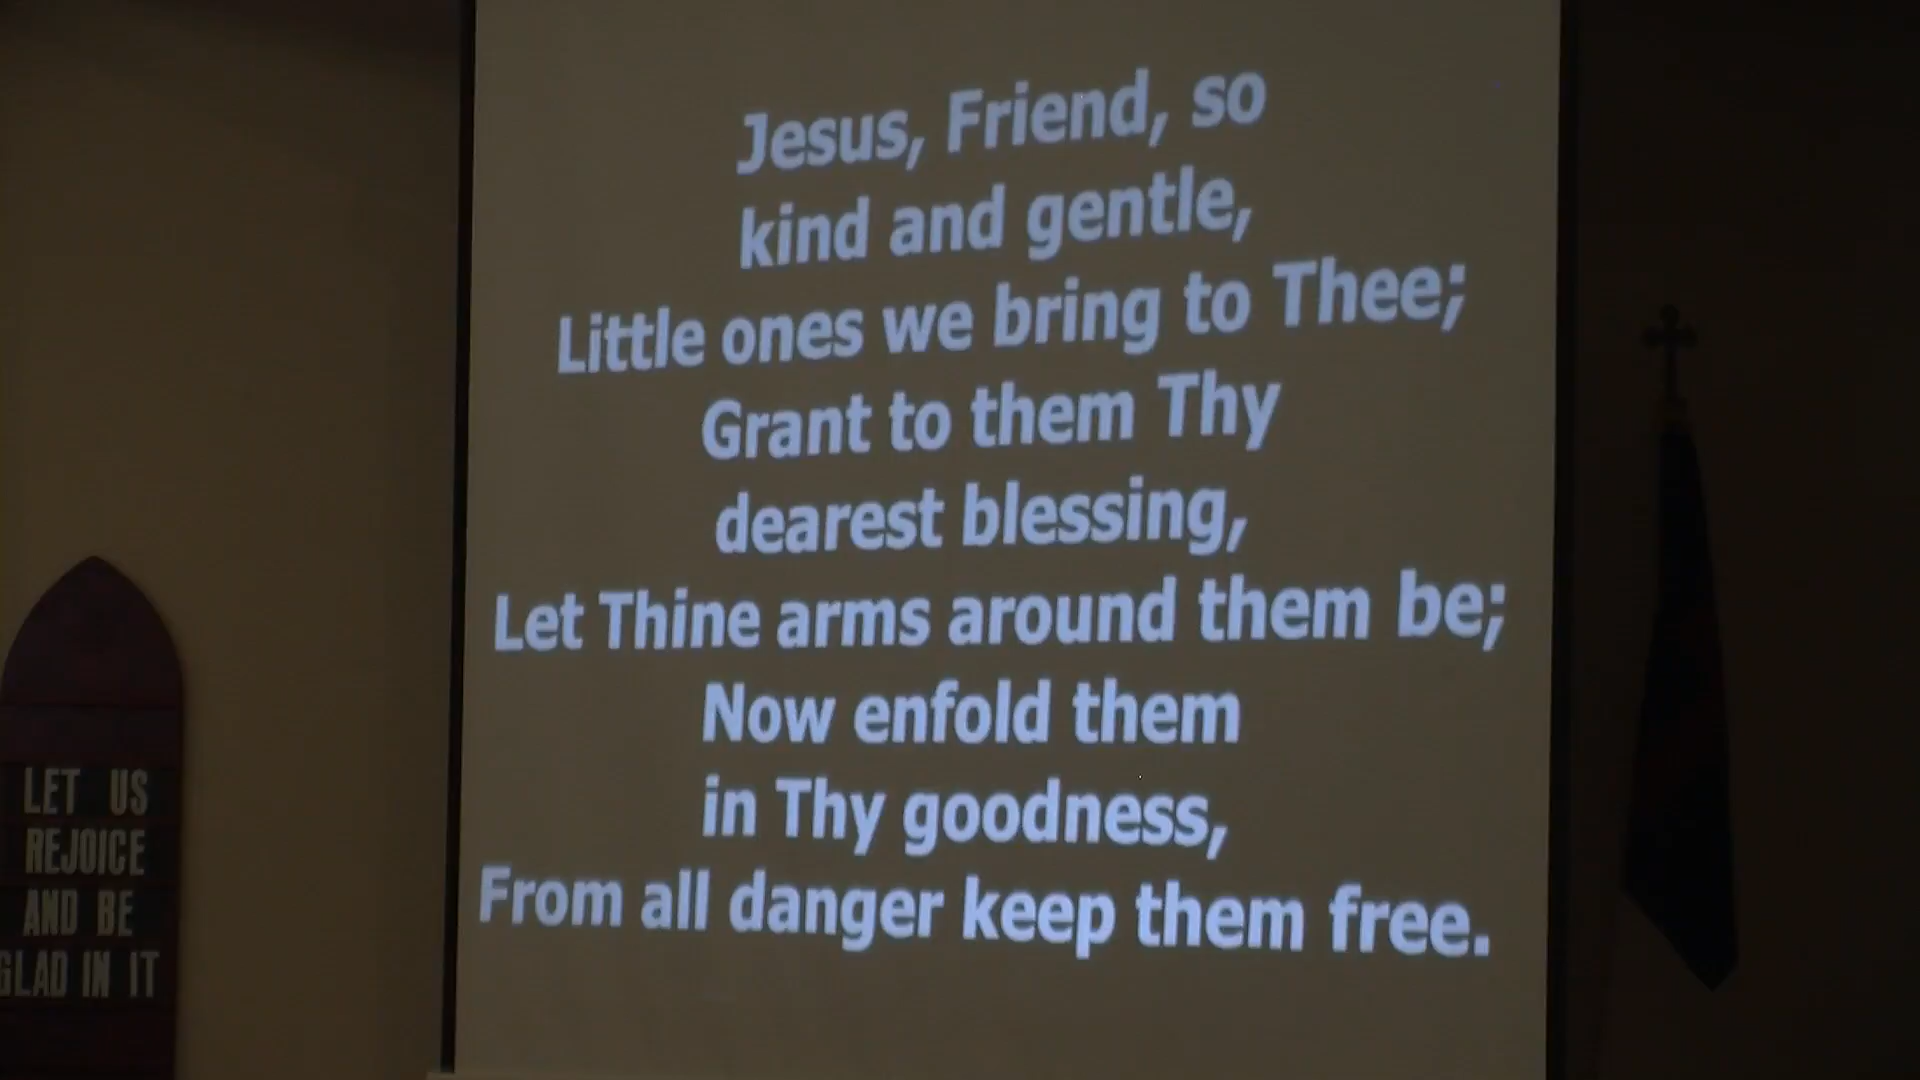 Jesus, Friend, so
kind and gentle,
Little ones we bring to Thee;
Grant to them Thy
dearest blessing,
Let Thine arms around them be;
Now enfold them
in Thy goodness,
From all danger keep them free.
LET US
REJOICE
AND BE
GLAD IN IT